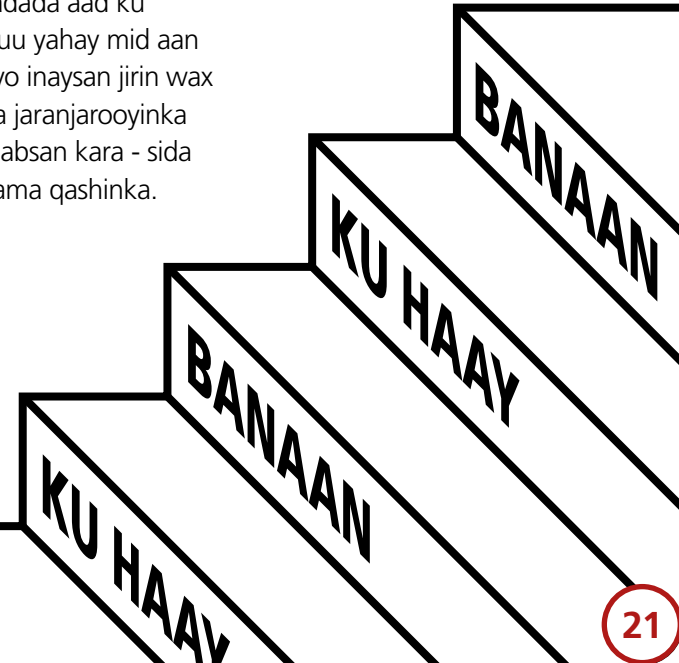 aad ku
uu yahay mid aan
yo inaysan jirin wax
a jaranjarooyinka
absan kara - sida
ama qashinka.
BANAAN
KU HAAY
BANAAN
KU HAAY
21